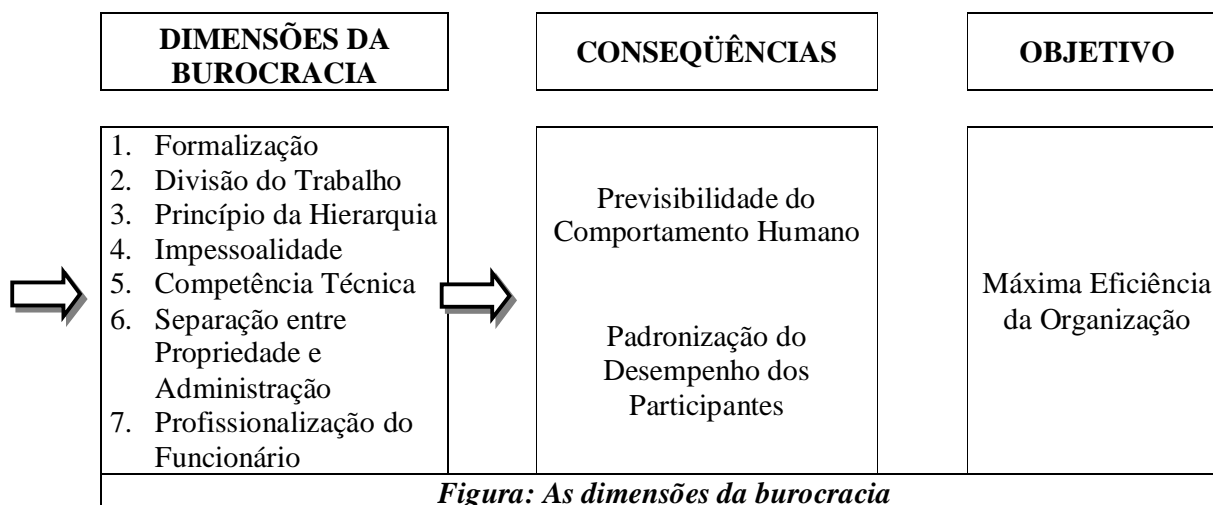 DIMENSÕES DA
BUROCRACIA
CONSEQÜÊNCIAS
OBJETIVO
1. Formalização
2. Divisão do Trabalho
3. Princípio da Hierarquia
4. Impessoalidade
5. Competência Técnica
6. Separação entre
Propriedade e
Administração
7. Profissionalização do
Funcionário
Previsibilidade do
Comportamento Humano
Padronização do
Desempenho dos
Participantes
Máxima Eficiência
da Organização
Figura: As dimensões da burocracia